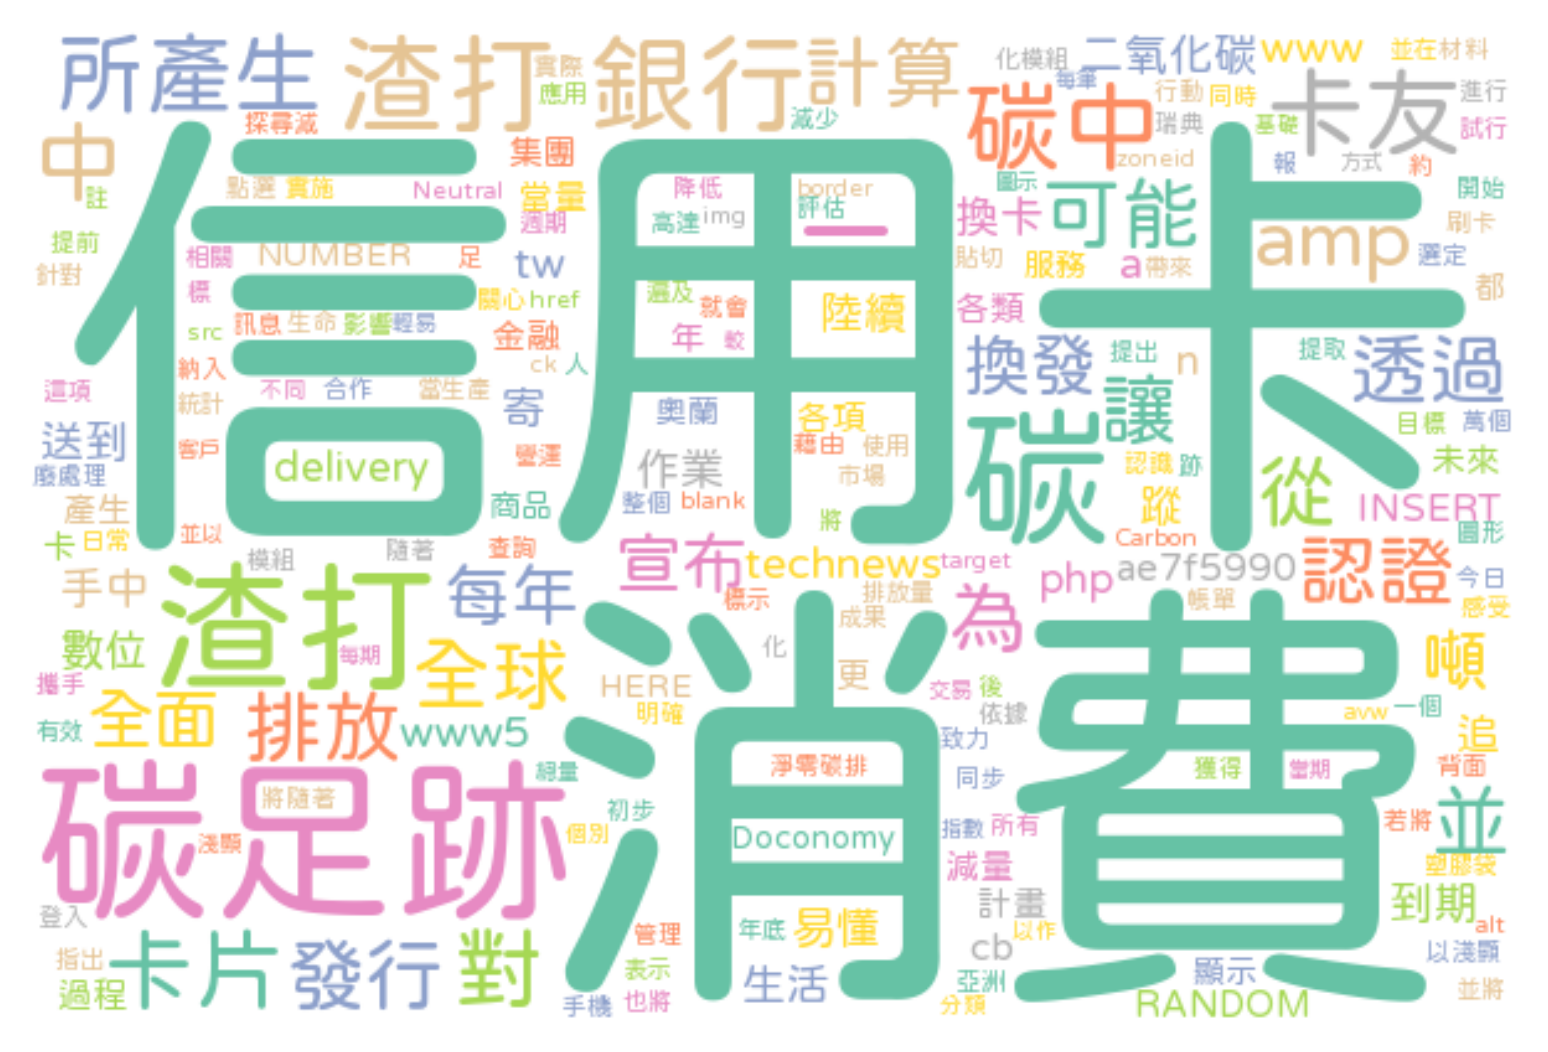 所產生
渣打
實際
應用
銀行
計算
減少
化模組
二氧化碳
www
並在材料
每筆
碳中
行動
同時
卡友
進行
瑞典
基礎
試行
中
註
探尋減
集團
點選
實施
Neutral
當量
週期
降低
border
評估
高達
img
zoneid
報
方式
約
圖示
開始
信用卡
換卡
可能
刷卡
提前
針對
相關
NUMBER
足
tw
貼切
服務
a
帶來
amp
選定
標
關心
href
遍及
就會
陸續
各類
都
src
訊息
生命
影響
輕易
金融
年
較
換發
提出
n
提取
透過
納入
ck
人
這項
不同
合作
當生產
統計
寄
奧蘭
各項
讓
目標
萬個
送到
客戶
delivery
營運
作業
藉由
使用
碳
認識
跡
從
未來
廢處理
市場
產生
商品
整個
blank
蹤
INSERT
將
卡
日常
並以
Carbon
圓形
模組
隨著
查詢
宣布
technews
target
php
ae7f5990
認證
今日
手中
渣打
每年
標示
排放量
成果
為
帳單
感受
數位
每期
全球
化
噸
攜手
HERE
更
交易
後
有效
全面
排放
www5
明確
依據
avw
一個
追
消費
致力
碳足跡
總量
淨零碳排
同步
獲得
當期
背面
將隨著
初步
並
淺顯
個別
Doconomy
指數
所有
若將
減量
塑膠袋
登入
計畫
到期
卡片
發行
對
管理
年底
易懂
以作
alt
指出
cb
以淺顯
過程
表示
生活
亞洲
顯示
並將
手機
也將
分類
RANDOM